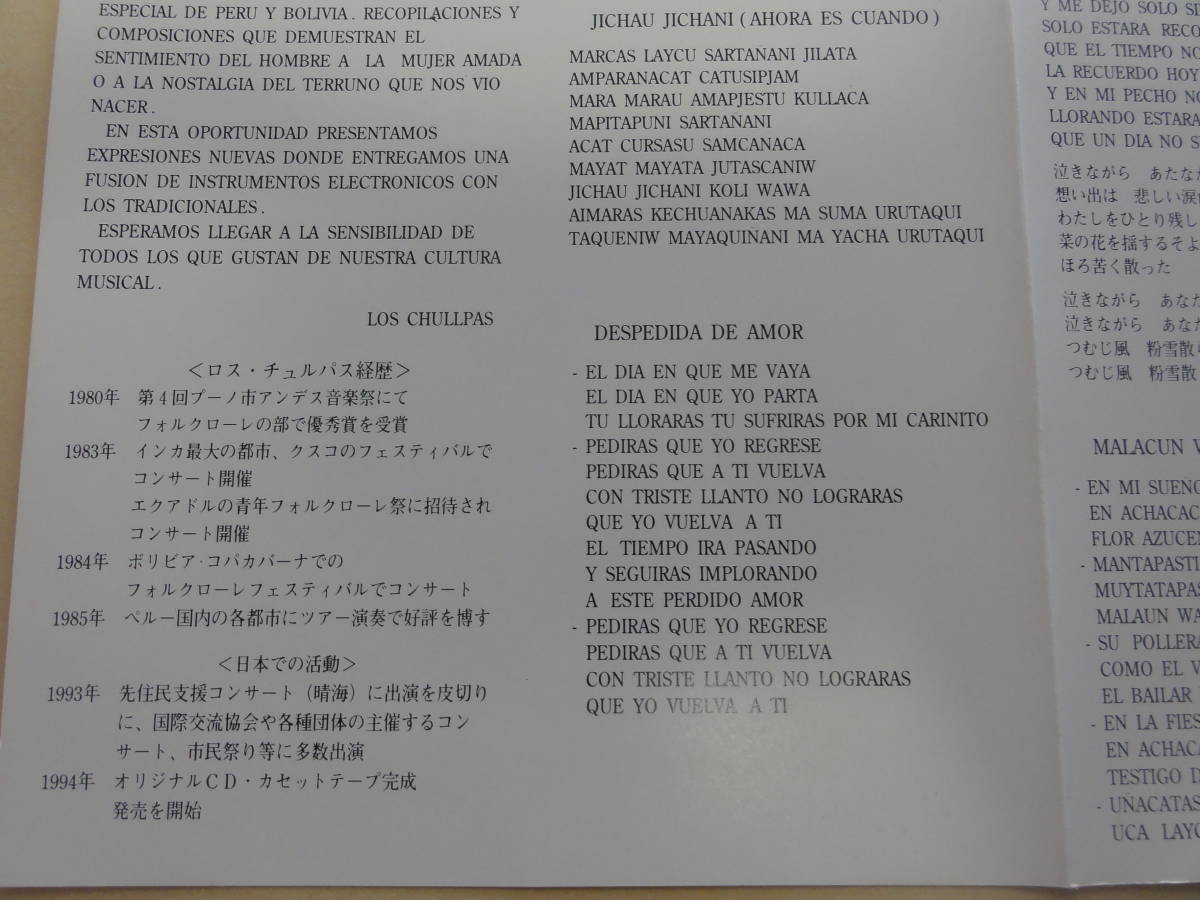 ESPECIAL DE PERU Y BOLIVIA. RECOPILACIONES Y
COMPOSICIONES QUE DEMUESTRAN EL
SENTIMIENTO DEL HOMBRE A LA MUJER AMADA
O A LA NOSTALGIA DEL TERRUNO QUE NOS VIO
NACER.
EN ESTA OPORTUNIDAD PRESENTAMOS
EXPRESIONES NUEVAS DONDE ENTREGAMOS UNA
FUSION DE INSTRUMENTOS ELECTRONICOS CON
LOS TRADICIONALES.
ESPERAMOS LLEGAR A LA SENSIBILIDAD DE
TODOS LOS QUE GUSTAN DE NUESTRA CULTURA
MUSICAL.
LOS CHULLPAS
＜ロス・チュルパス経歴＞
1980年 第4回プーノ市アンデス音楽祭にて
フォルクローレの部で優秀賞を受賞
1983年 インカ最大の都市、クスコのフェスティバルで
コンサート開催
エクアドルの青年フォルクローレ祭に招待され
コンサート開催
1984年 ボリビア・コパカバーナでの
フォルクローレフェスティバルでコンサート
1985年 ペルー国内の各都市にツアー演奏で好評を博す
＜日本での活動＞
1993年 先住民支援コンサート（晴海）に出演を皮切り
に、国際交流協会や各種団体の主催するコン
サート、市民祭り等に多数出演
1994年 オリジナルCD・カセットテープ完成
発売を開始
JICHAU JICHANI (AHORA ES CUANDO)
MARCAS LAYCU SARTAÑANI JILATA
AMPARANACAT CATUSIPJAM
MARA MARAU AMAPJESTU KULLACA
MAPITAPUNI SARTAÑANI
ACAT CURSASU SAMCANACA
MAYAT MAYATA JUTASCANIW
JICHAU JICHANI KOLI WAWA
AIMARAS KECHUANAKAS MA SUMA URUTAQUI
TAQUENIW MAYAQUIÑANI MA YACHA URUTAQUI
DESPEDIDA DE AMOR
- EL DIA EN QUE ME VAYA
EL DIA EN QUE YO PARTA
TU LLORARAS TU SUFRIRAS POR MI CARINITO
- PEDIRAS QUE YO REGRESE
PEDIRAS QUE A TI VUELVA
CON TRISTE LLANTO NO LOGRARAS
QUE YO VUELVA A TI
EL TIEMPO IRA PASANDO
Y SEGUIRAS IMPLORANDO
A ESTE PERDIDO AMOR
- PEDIRAS QUE YO REGRESE
PEDIRAS QUE A TI VUELVA
CON TRISTE LLANTO NO LOGRARAS
QUE YO VUELVA A TI
Y ME DEJO SOLO
SOLO ESTARA
QUE EL TIEMPO
LA RECUERDO HOY
Y EN MI PECHO
LLORANDO ESTARA
QUE UN DIA NO
泣きながら あたなが
想い出は 悲しい涙
わたしをひとり残し
菜の花を揺するそよ
ほろ苦く散った
泣きながら あなた
泣きながら あなた
つむじ風 粉雪散
つむじ風 粉雪散
MALACUN
- EN MI
EN
FLOR
-
- SU
COMO EL
EL BAILAR
- EN LA
EN
TESTIGO
-
UCA